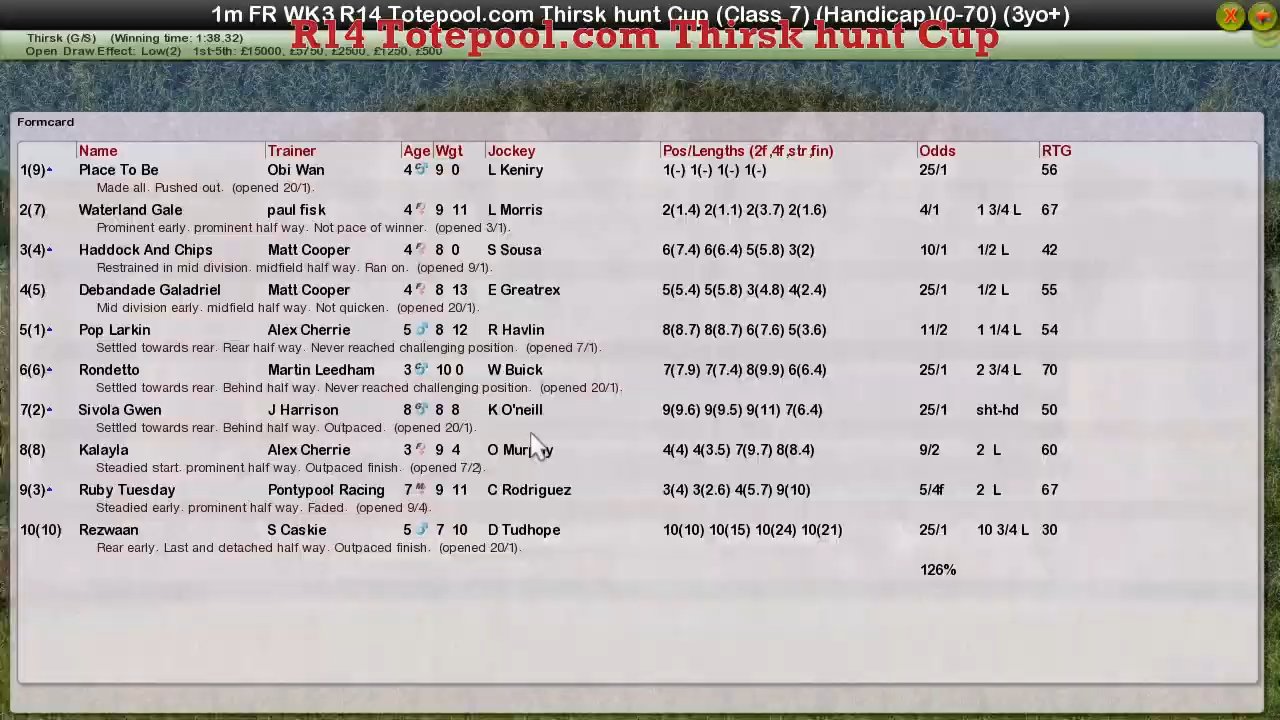 1m FR WK3 R14 Totepool.com Thirsk hunt Cup (Class 7) (Handicap)(0-70) (3yo+)
R14 Totepool.com Thirsk hunt Cup
Thirsk (G/S) (Winning time: 1:38.32)
Open Draw Effect: Low(2) 1st-5th: £15000, £5750, £2500, £1250, £500
Formcard
Name Trainer Age Wgt Jockey Pos/Lengths (2f,4f,str,fin) Odds RTG
1(9) Place To Be Obi Wan 4 9 0 L Keniry 1(-) 1(-) 1(-) 1(-) 25/1 56
Made all. Pushed out. (opened 20/1).
2(7) Waterland Gale paul fisk 4 9 11 L Morris 2(1.4) 2(1.1) 2(3.7) 2(1.6) 4/1 1 3/4 L 67
Prominent early. prominent half way. Not pace of winner. (opened 3/1).
3(4) Haddock And Chips Matt Cooper 4 8 0 S Sousa 6(7.4) 6(6.4) 5(5.8) 3(2) 10/1 1/2 L 42
Restrained in mid division. midfield half way. Ran on. (opened 9/1).
4(5) Debandade Galadriel Matt Cooper 4 8 13 E Greatrex 5(5.4) 5(5.8) 3(4.8) 4(2.4) 25/1 1/2 L 55
Mid division early. midfield half way. Not quicken. (opened 20/1).
5(1) Pop Larkin Alex Cherrie 5 8 12 R Havlin 8(8.7) 8(8.7) 6(7.6) 5(3.6) 11/2 1 1/4 L 54
Settled towards rear. Rear half way. Never reached challenging position. (opened 7/1).
6(6) Rondetto Martin Leedham 3 10 0 W Buick 7(7.9) 7(7.4) 8(9.9) 6(6.4) 25/1 2 3/4 L 70
Settled towards rear. Behind half way. Never reached challenging position. (opened 20/1).
7(2) Sivola Gwen J Harrison 8 8 8 K O'neill 9(9.6) 9(9.5) 9(11) 7(6.4) 25/1 sht-hd 50
Settled towards rear. Behind half way. Outpaced. (opened 20/1).
8(8) Kalayla Alex Cherrie 3 9 4 O 4(4) 4(3.5) 7(9.7) 8(8.4) 9/2 2 L 60
Steadied start. prominent half way. Outpaced finish. (opened 7/2).
9(3) Ruby Tuesday Pontypool Racing 7 9 11 C Rodriguez 3(4) 3(2.6) 4(5.7) 9(10) 5/4f 2 L 67
Steadied early. prominent half way. Faded. (opened 9/4).
10(10) Rezwaan S Caskie 5 7 10 D Tudhope 10(10) 10(15) 10(24) 10(21) 25/1 10 3/4 L 30
Rear early. Last and detached half way. Outpaced finish. (opened 20/1).
126%